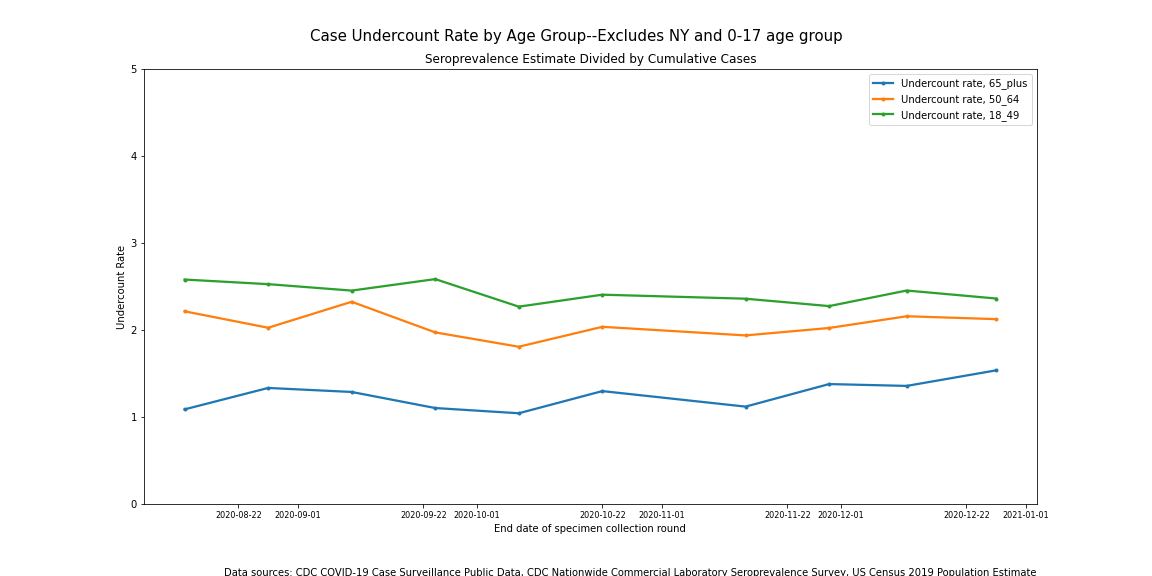 Case Undercount Rate by Age Group--Excludes NY and 0-17 age group
Seroprevalence Estimate Divided by Cumulative Cases
Undercount rate, 65_plus
Undercount rate, 50_64
Undercount rate, 18_49
Undercount Rate
5
4
3
2
1
0
2020-08-22 2020-09-01 2020-09-22 2020-10-01 2020-10-22 2020-11-01 2020-11-22 2020-12-01 2020-12-22 2021-01-01
End date of specimen collection round
Data sources: CDC COVID-19 Case Surveillance Public Data, CDC Nationwide Commercial Laboratory Seroprevalence Survey, US Census 2019 Population Estimate